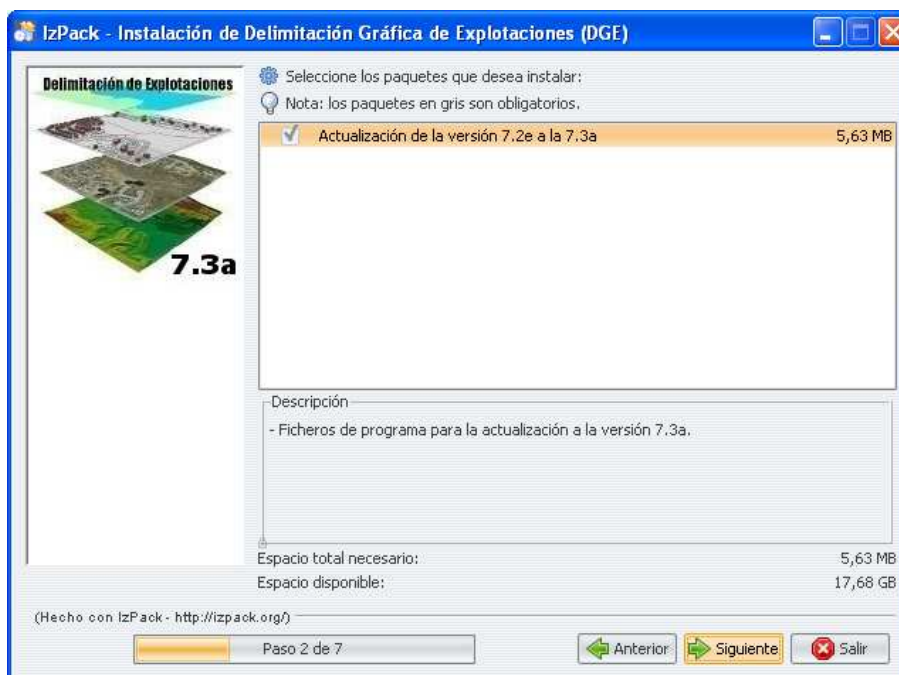 IzPack - Instalación de Delimitación Gráfica de Explotaciones (DGE)
Delimitación de Explotaciones
7.3a
Seleccione los paquetes que desea instalar:
Nota: los paquetes en gris son obligatorios.
Actualización de la versión 7.2e a la 7.3a 5,63 MB
Descripción
- Ficheros de programa para la actualización a la versión 7.3a.
Espacio total necesario: 5,63 MB
Espacio disponible: 17,68 GB
(Hecho con IzPack - http://izpack.org/)
Paso 2 de 7 Anterior Siguiente Salir